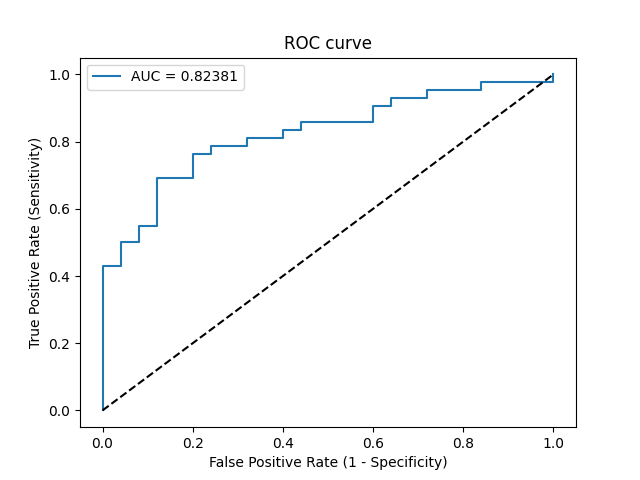 ROC curve
AUC = 0.82381
1.0
0.8
0.6
0.4
0.2
0.0
True Positive Rate (Sensitivity)
0.0 0.2 0.4 0.6 0.8 1.0
False Positive Rate (1 - Specificity)